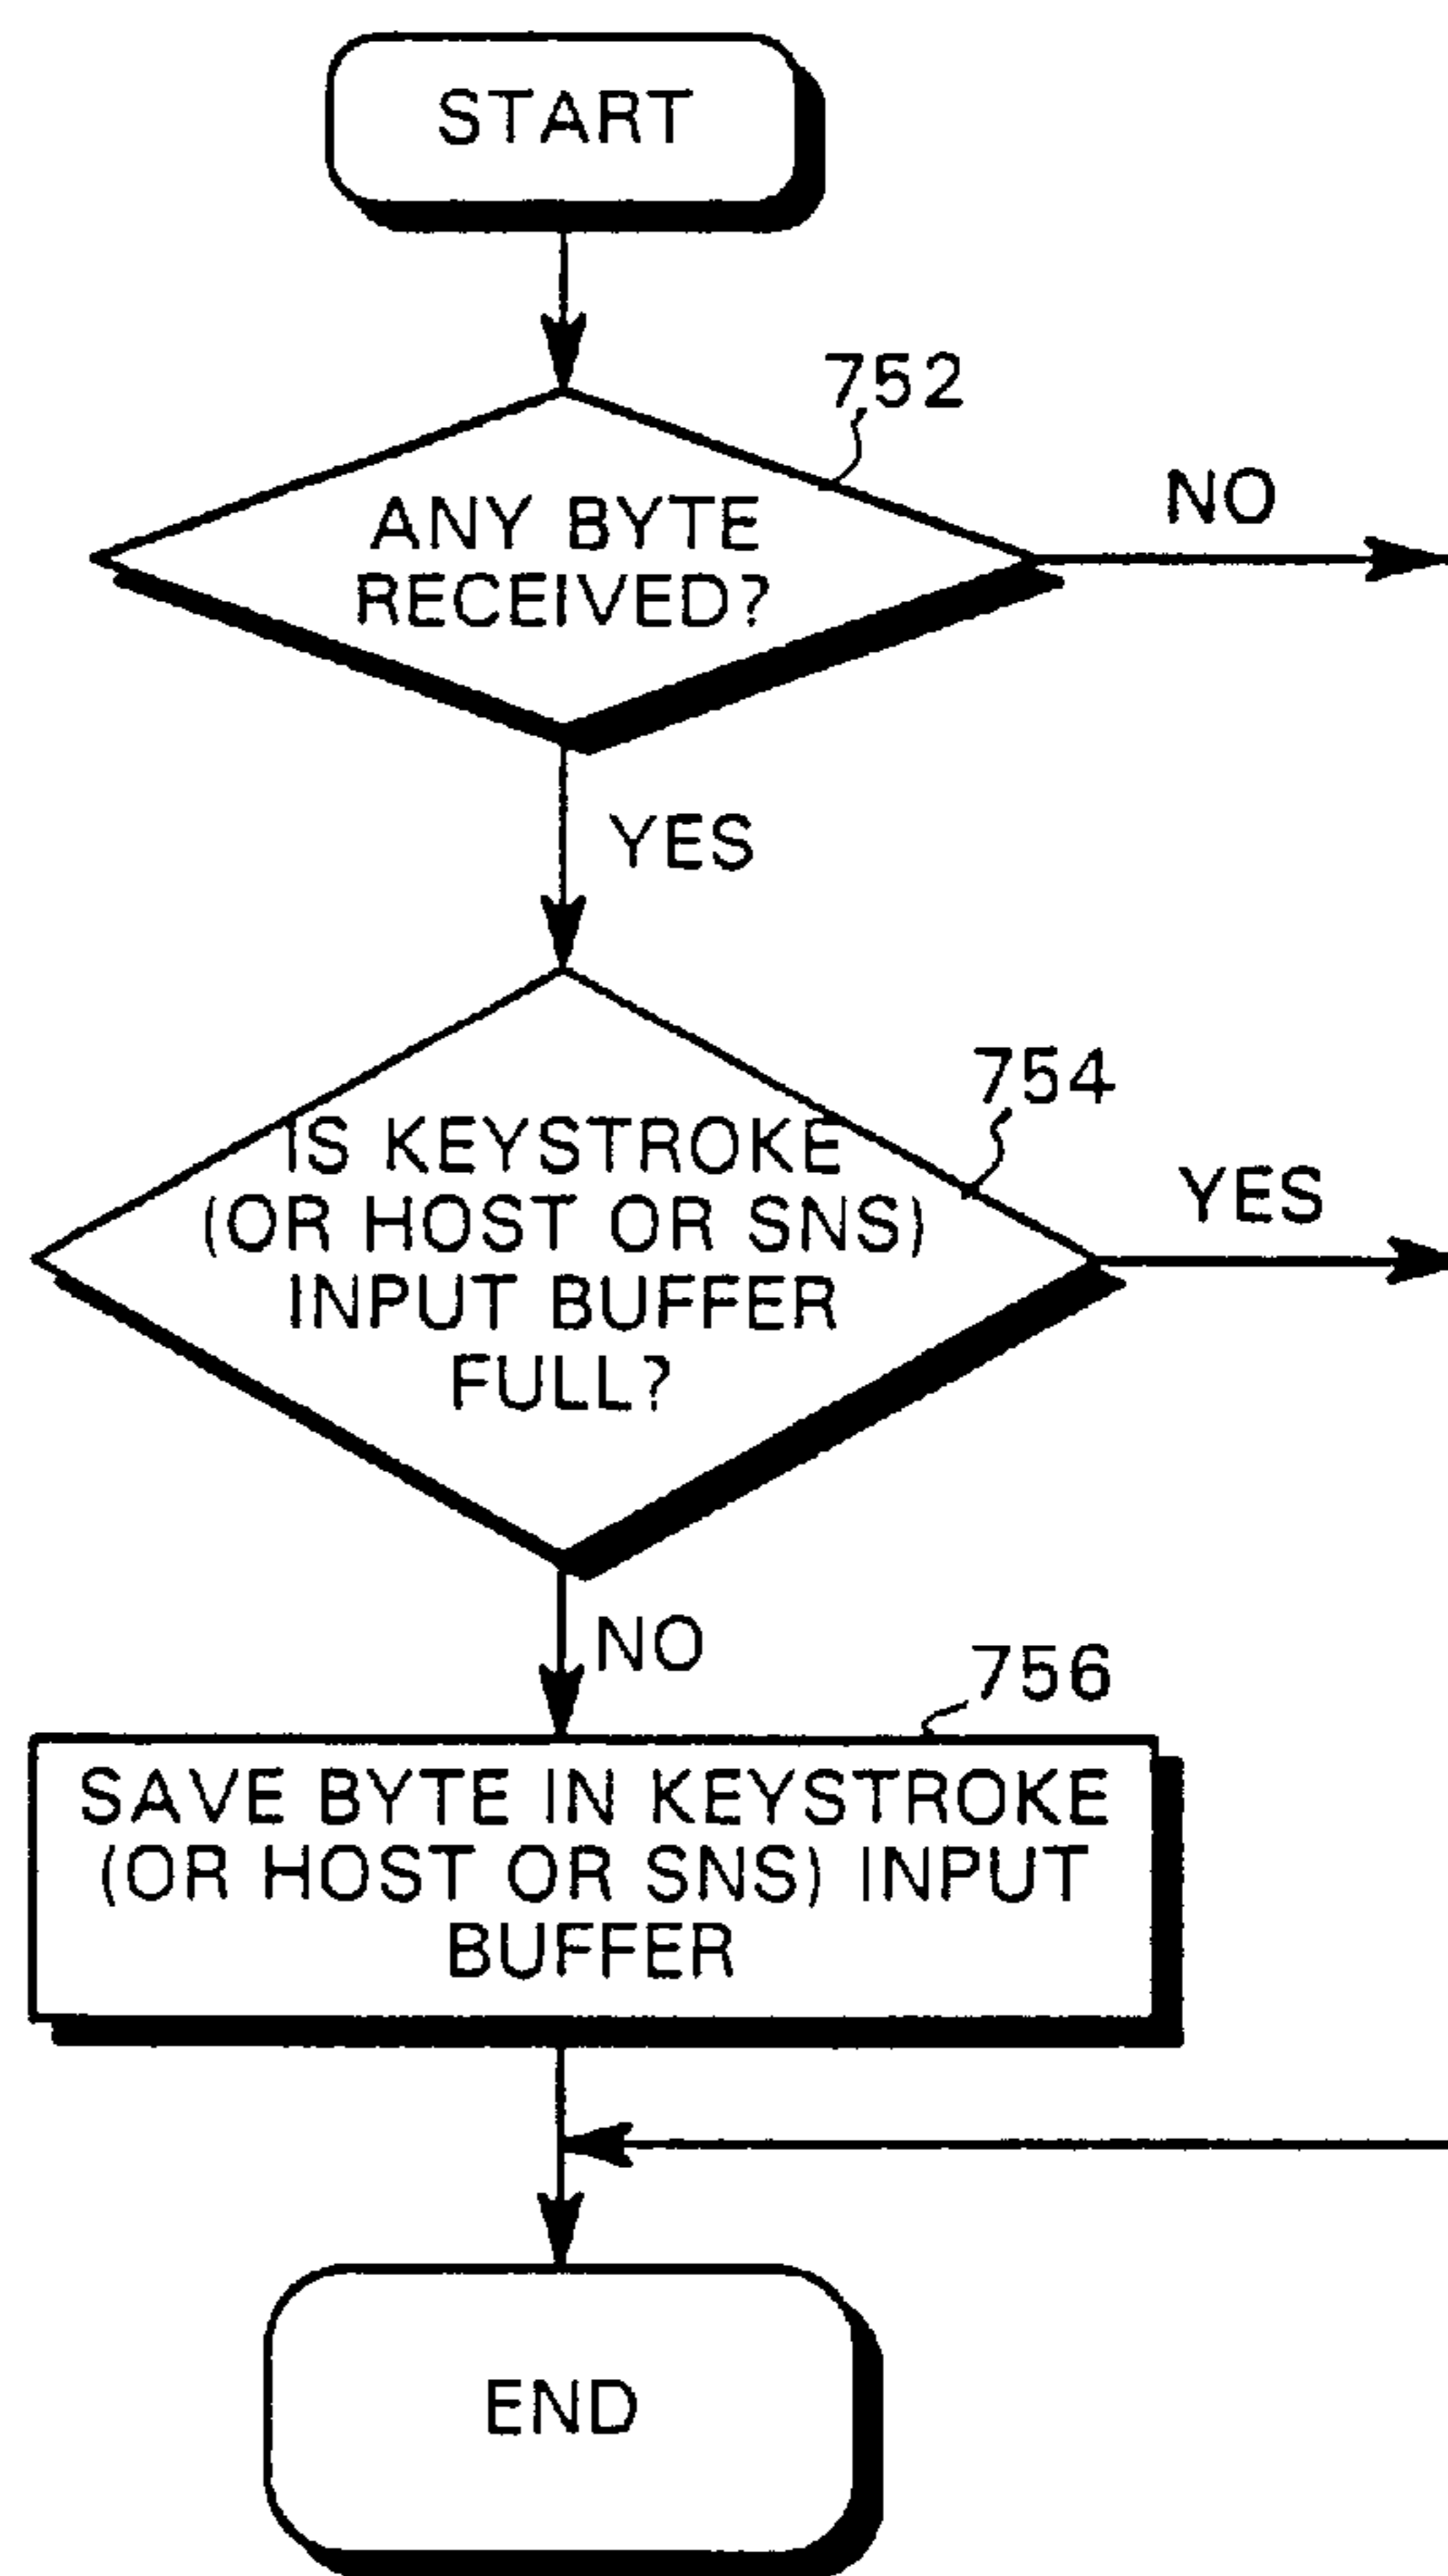 START
752
ANY BYTE
RECEIVED?
NO
YES
754
IS KEYSTROKE
(OR HOST OR SNS)
INPUT BUFFER
FULL?
YES
NO
756
SAVE BYTE IN KEYSTROKE
(OR HOST OR SNS) INPUT
BUFFER
END